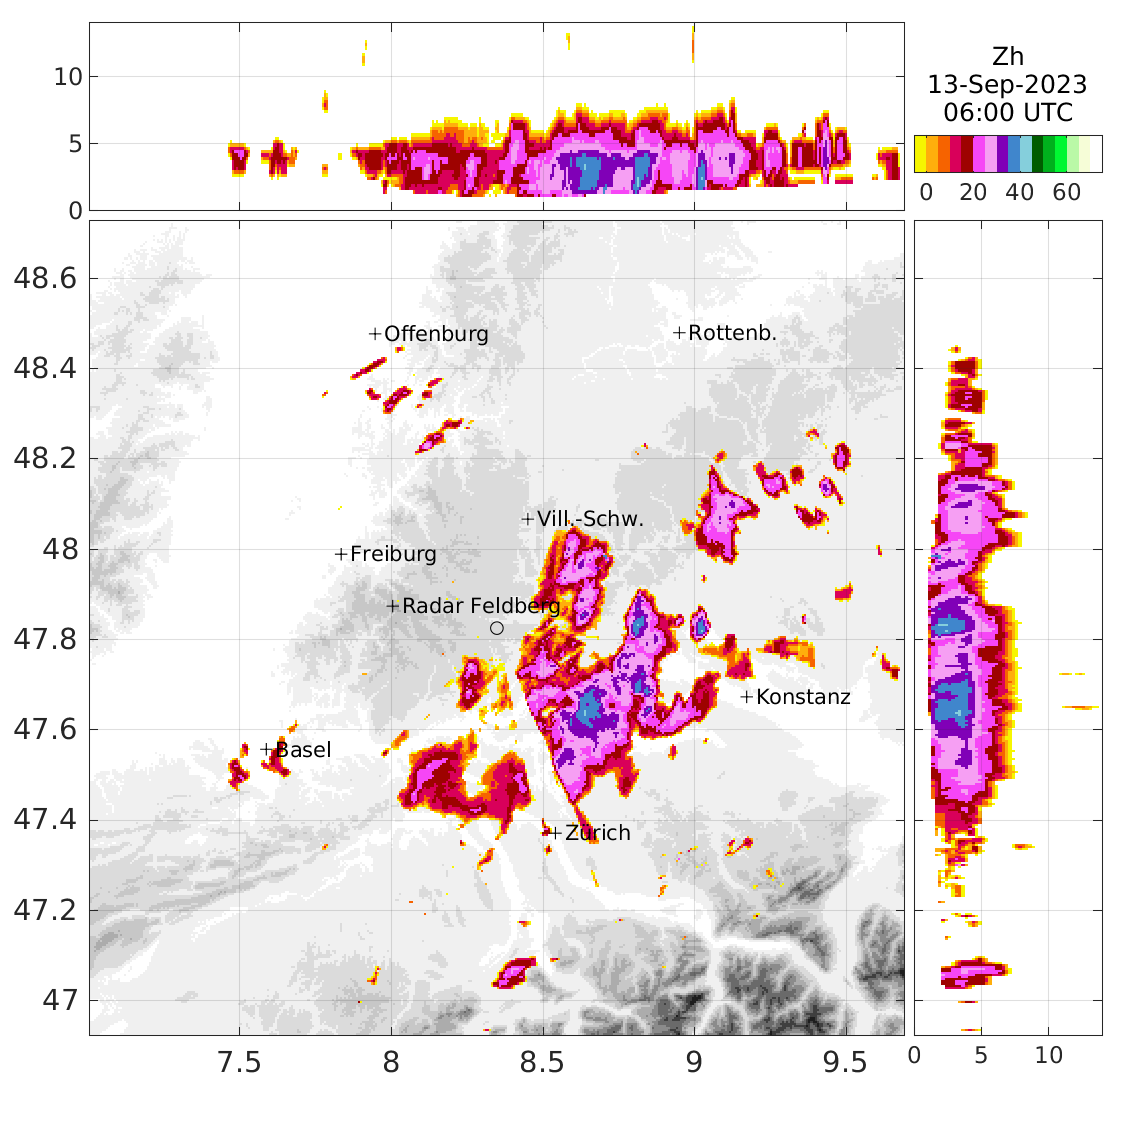 10
5
0
Zh
13-Sep-2023
06:00 UTC
0 20 40 60
48.6
48.4
48.2
48
47.8
47.6
47.4
47.2
47
+Offenburg
+Rottenb.
+Vill.-Schw.
+Freiburg
+Radar Feldberg
+Konstanz
+Basel
+Zürich
7.5 8 8.5 9 9.5
0 5 10